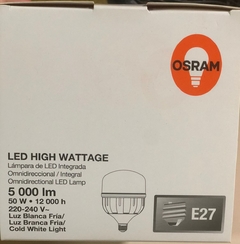 OSRAM
LED HIGH WATTAGE
Lámpara de LED Integrada
Omnidireccional / Integral
Omnidirectional LED Lamp
5 000 lm
50 W • 12 000 h
220-240 V~
Luz Blanca Fría/
Luz Branca Fria/
Cold White Light
E27